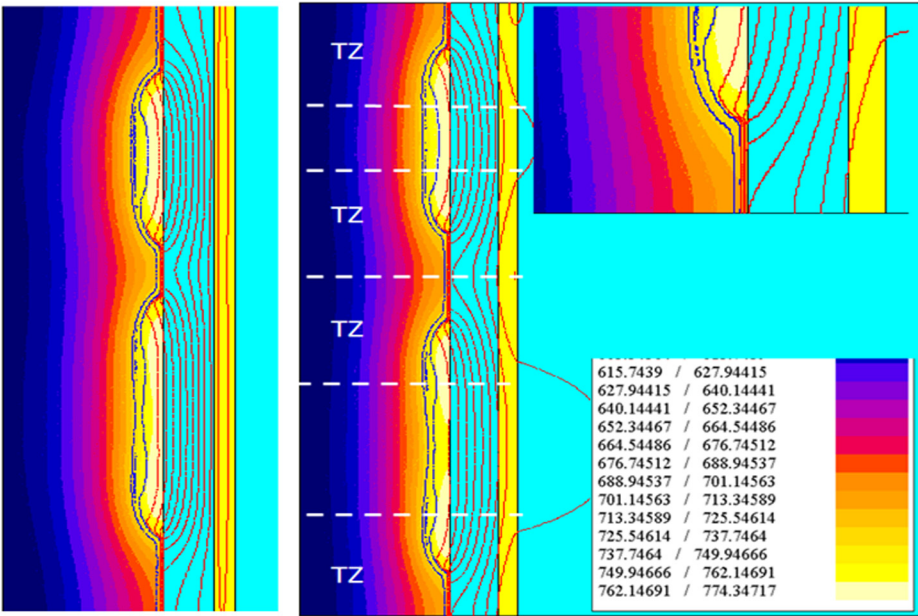 TZ
TZ
TZ
TZ
615.7439 / 627.94415
627.94415 / 640.14441
640.14441 / 652.34467
652.34467 / 664.54486
664.54486 / 676.74512
676.74512 / 688.94537
688.94537 / 701.14563
701.14563 / 713.34589
713.34589 / 725.54614
725.54614 / 737.7464
737.7464 / 749.94666
749.94666 / 762.14691
762.14691 / 774.34717